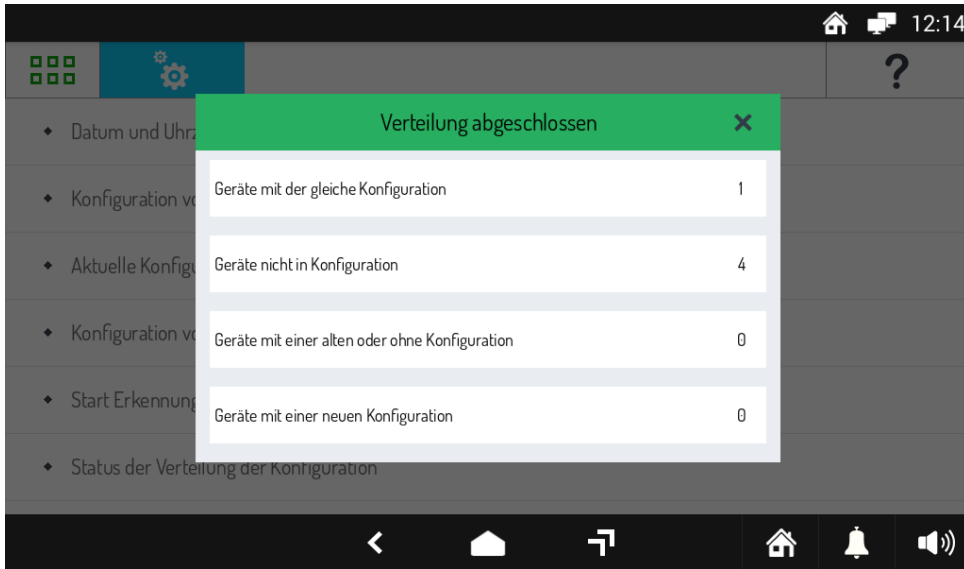 12:14
?
Verteilung abgeschlossen
Datum und Uhrz
Geräte mit der gleiche Konfiguration 1
Konfiguration vo
Geräte nicht in Konfiguration 4
Aktuelle Konfigu
Geräte mit einer alten oder ohne Konfiguration 0
Konfiguration vo
Geräte mit einer neuen Konfiguration 0
Start Erkennung
Status der Verteilung der Konfiguration